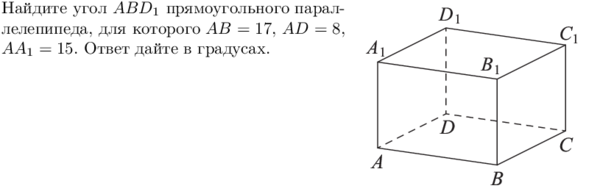 Найдите угол ABD₁ прямоугольного парал-
лелепипеда, для которого AB = 17, AD = 8,
AA₁ = 15. Ответ дайте в градусах.
D₁
C₁
A₁
B₁
D
C
A
B